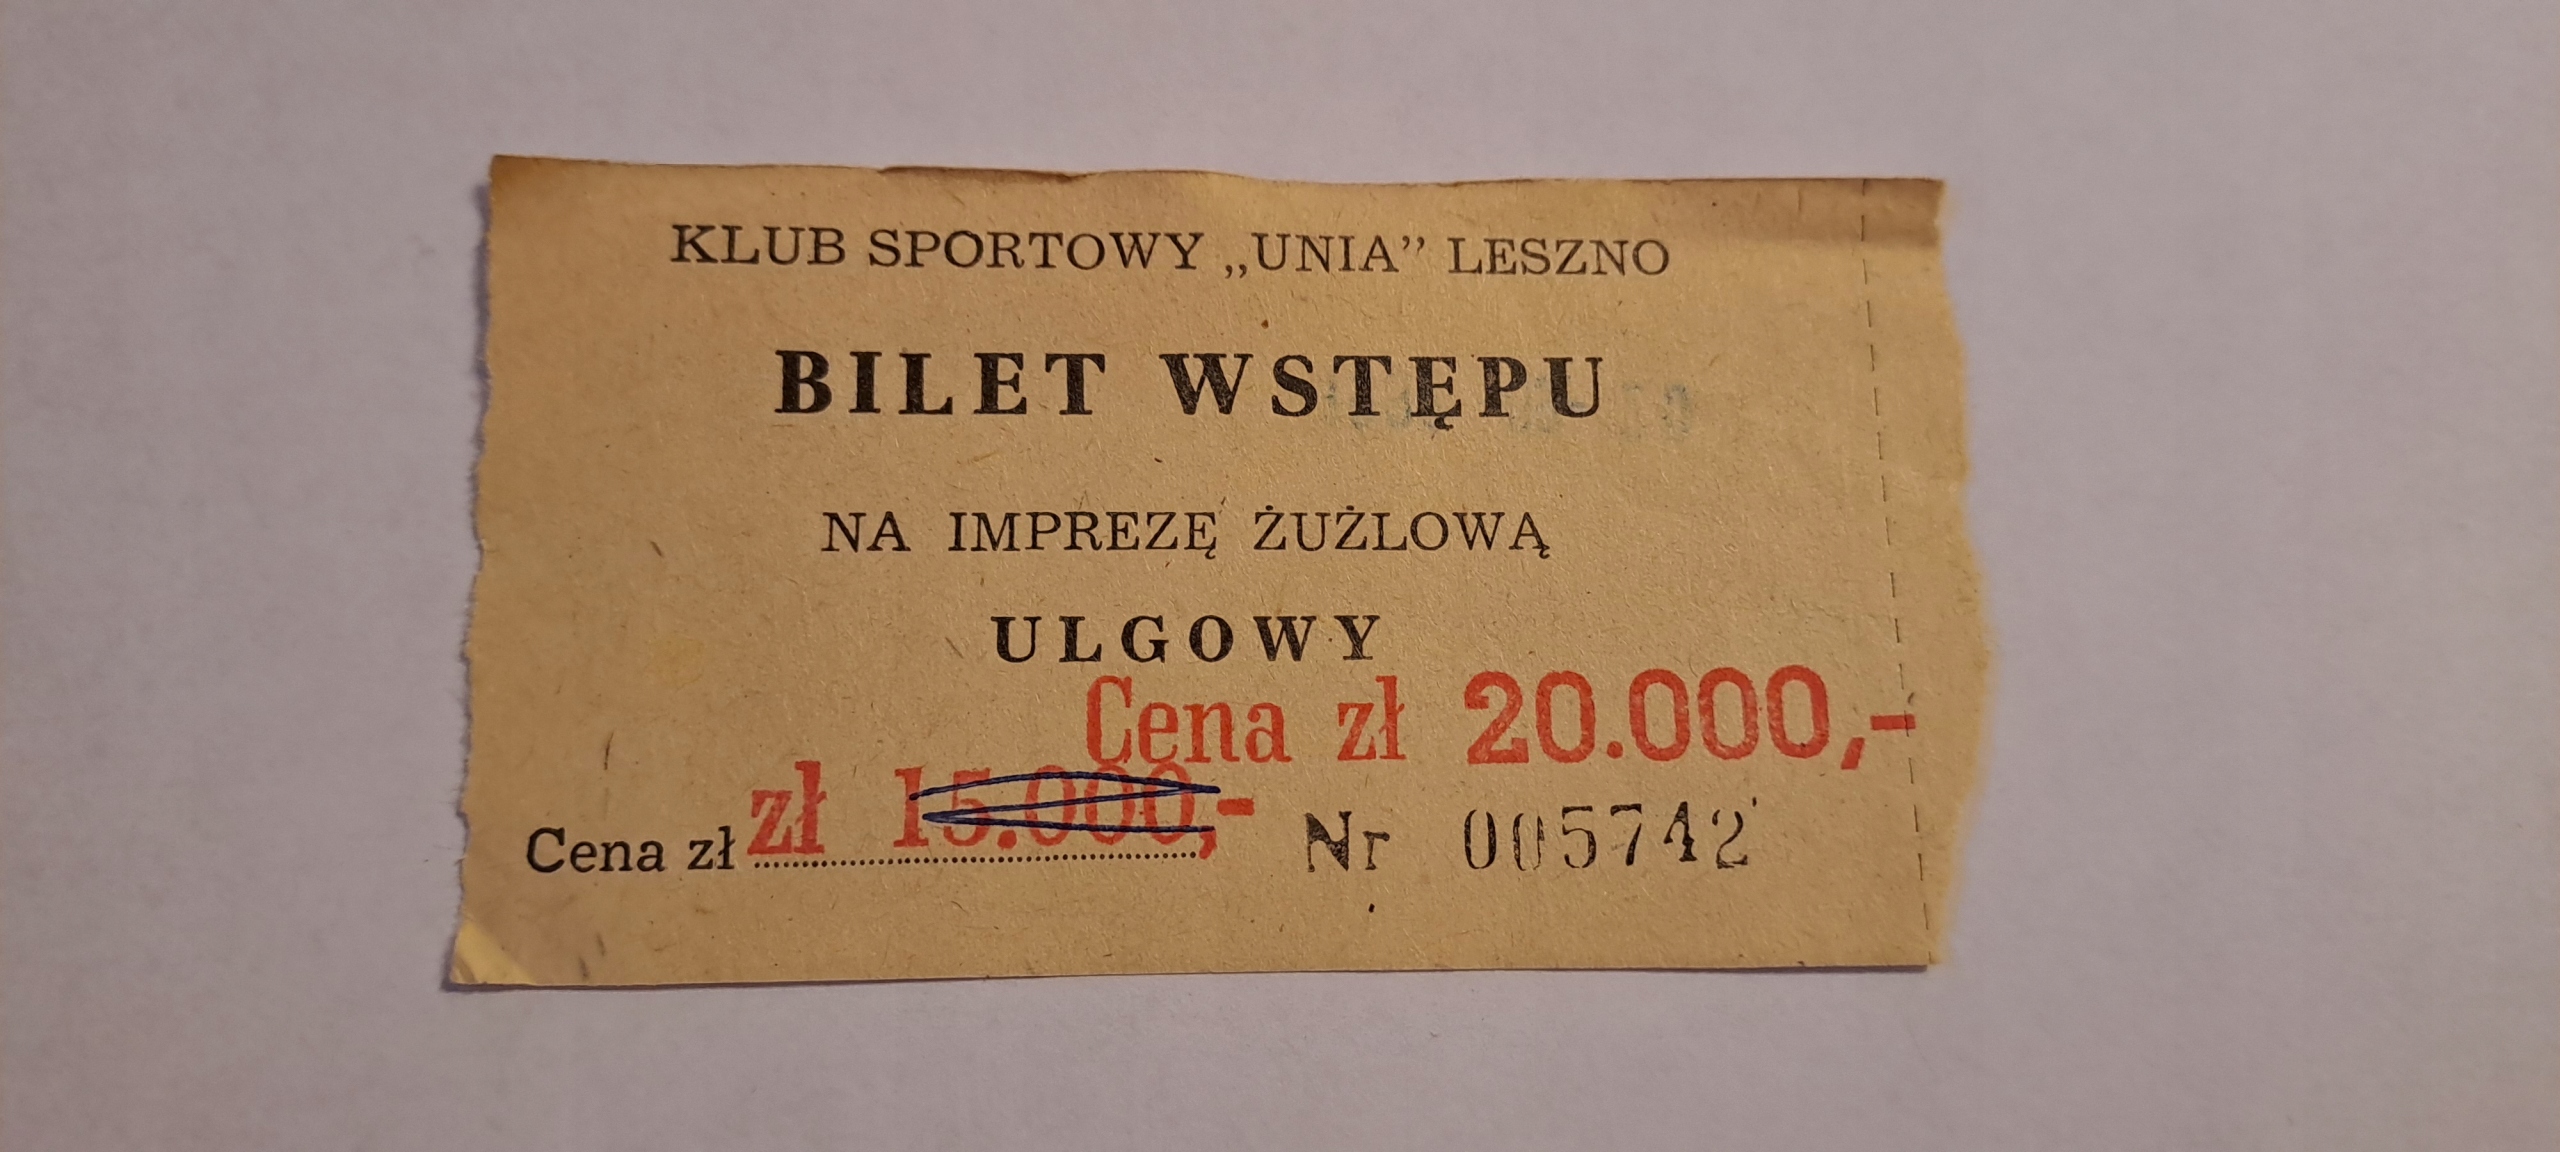 KLUB SPORTOWY „UNIA” LESZNO
BILET WSTĘPU
NA IMPREZĘ ŻUŻLOWĄ
ULGOWY
Cena zł 20.000,-
Cena zł zł 15.000,- Nr 005742